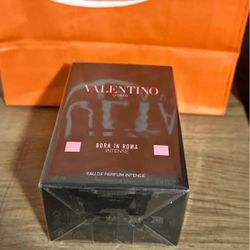 VALENTINO
UOMO
BORN IN ROMA
INTENSE
EAU DE PARFUM INTENSE